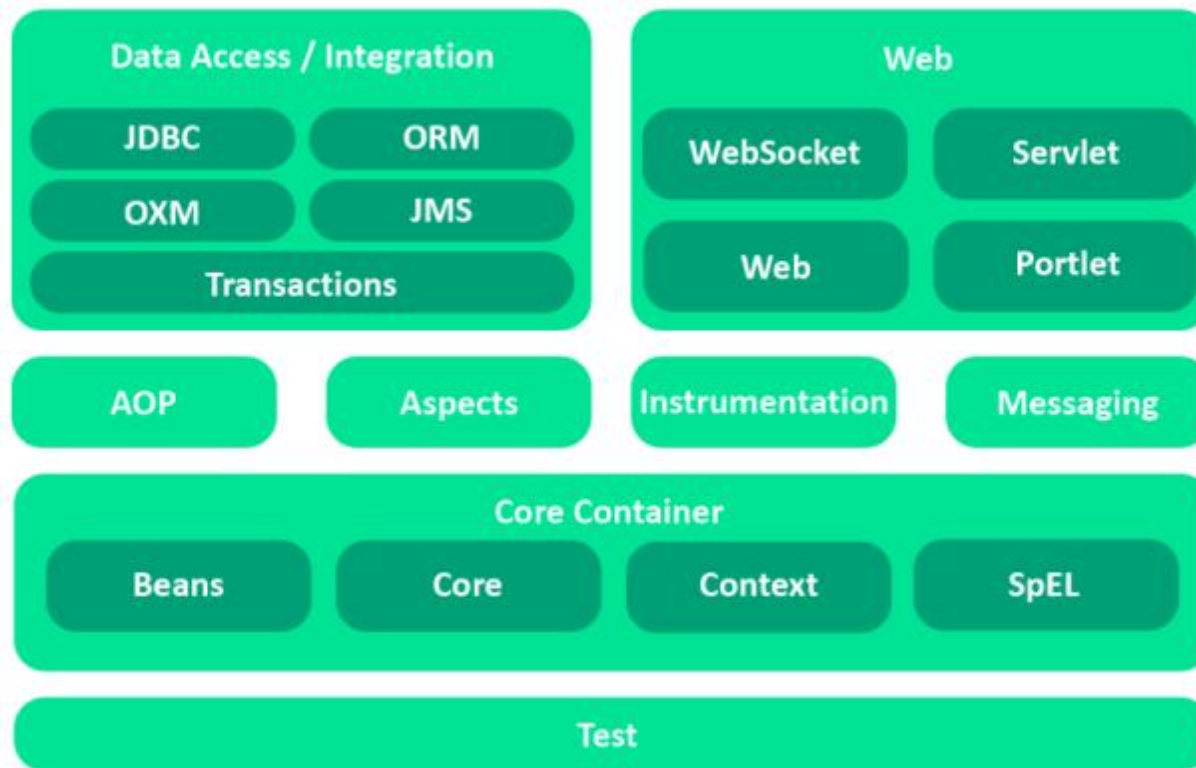 Data Access / Integration
JDBC
ORM
OXM
JMS
Transactions
Web
WebSocket
Servlet
Web
Portlet
AOP
Aspects
Instrumentation
Messaging
Core Container
Beans
Core
Context
SpEL
Test